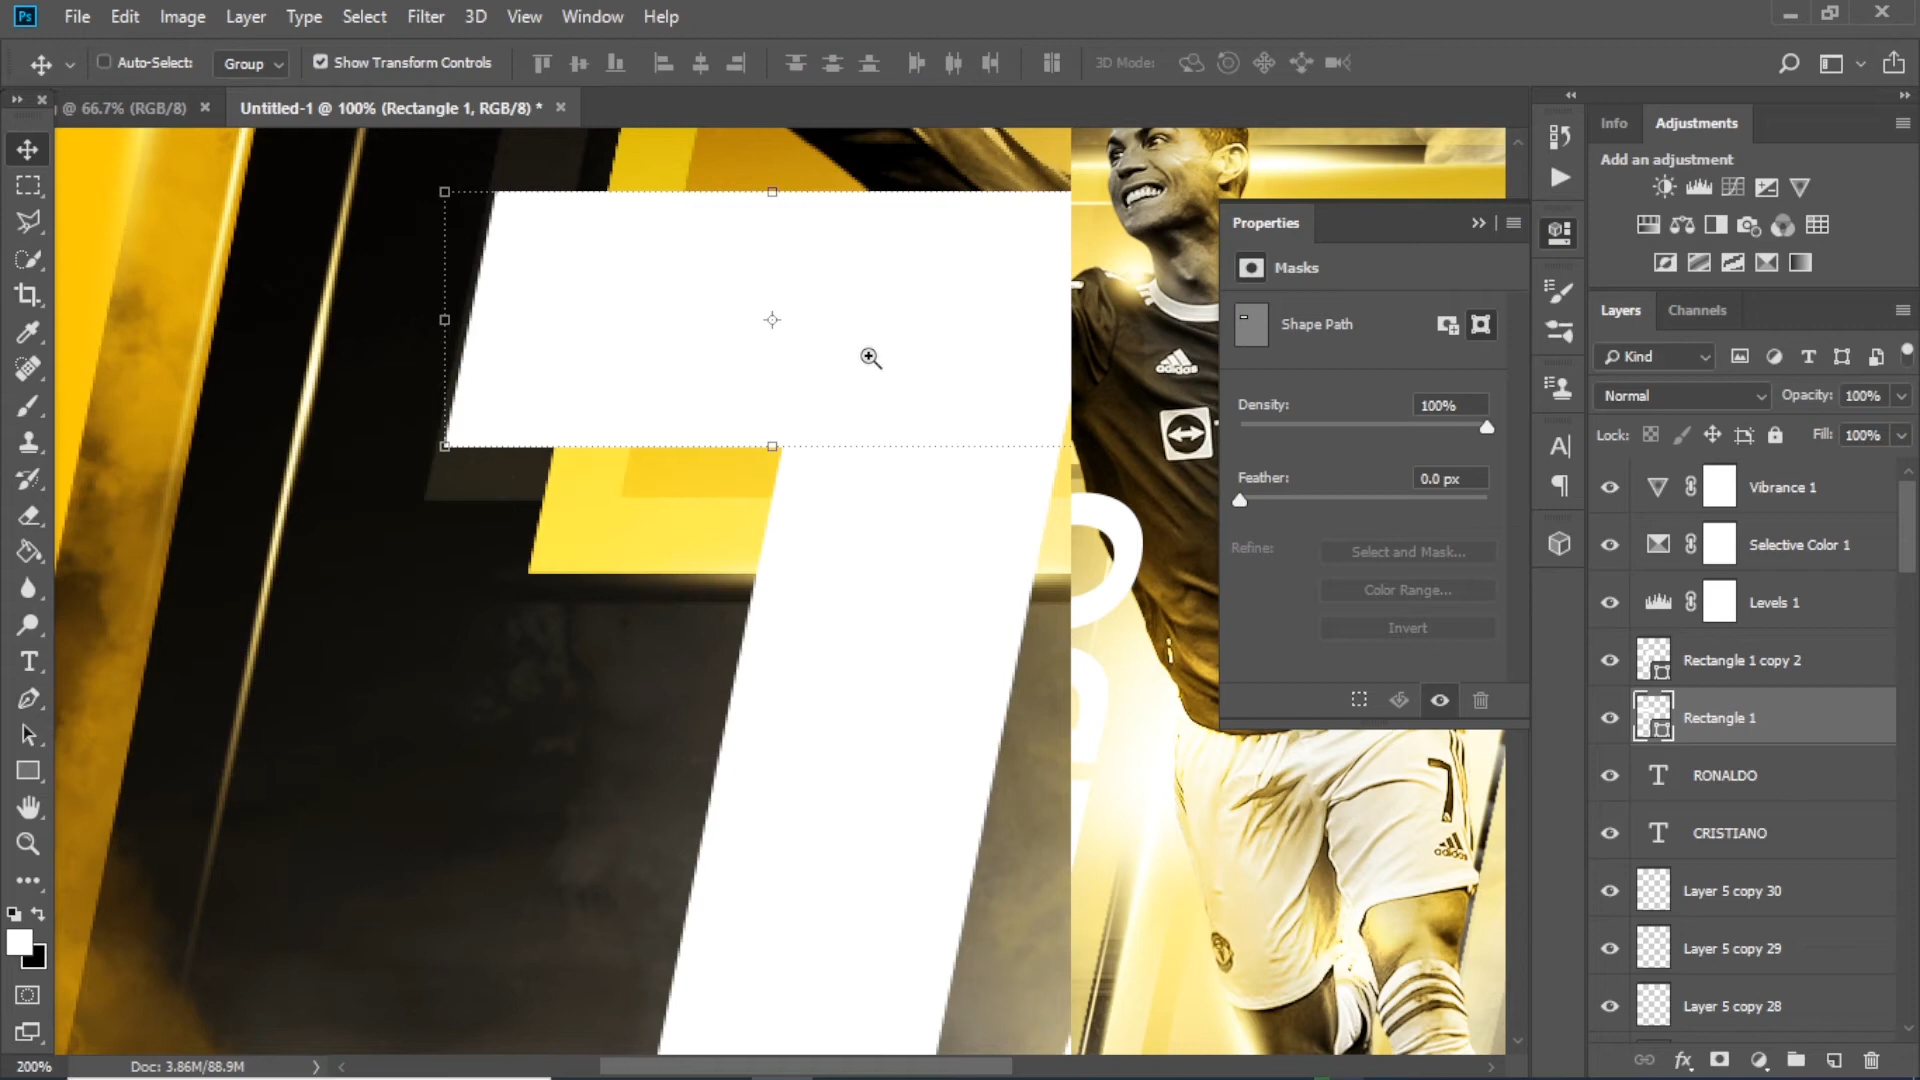 Ps File Edit Image Layer Type Select Filter 3D View Window Help
Auto-Select: Group Show Transform Controls 3D Mode:
@ 66.7% (RGB/8) × Untitled-1 @ 100% (Rectangle 1, RGB/8) * ×
Info Adjustments
Add an adjustment
Properties
Masks
Shape Path
Density: 100%
Feather: 0.0 px
Refine: Select and Mask...
Color Range...
Invert
Layers Channels
Kind
Normal Opacity: 100%
Lock: Fill: 100%
Vibrance 1
Selective Color 1
Levels 1
Rectangle 1 copy 2
Rectangle 1
T RONALDO
T CRISTIANO
Layer 5 copy 30
Layer 5 copy 29
Layer 5 copy 28
adidas
7
adidas
200% Doc: 3.86M/88.9M